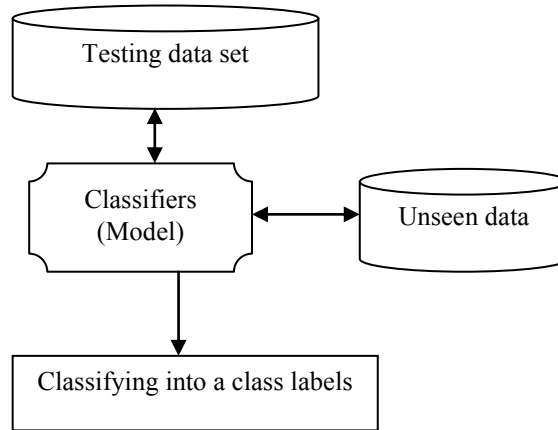 Testing data set
Classifiers
(Model)
Unseen data
Classifying into a class labels